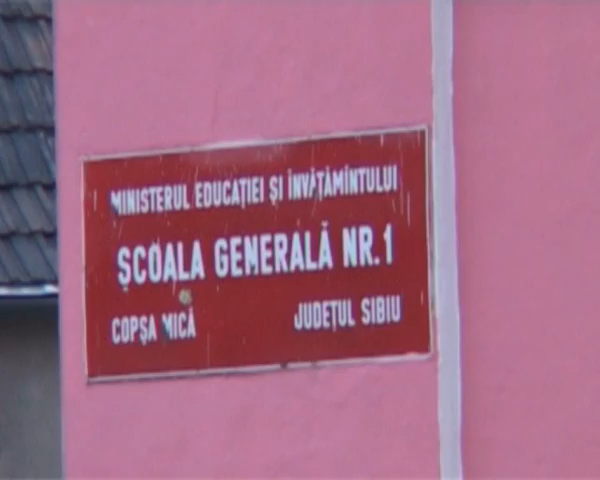 MINISTERUL EDUCAȚIEI ȘI ÎNVĂȚĂMÎNTULUI
ȘCOALA GENERALĂ NR.1
COPȘA MICĂ JUDEȚUL SIBIU